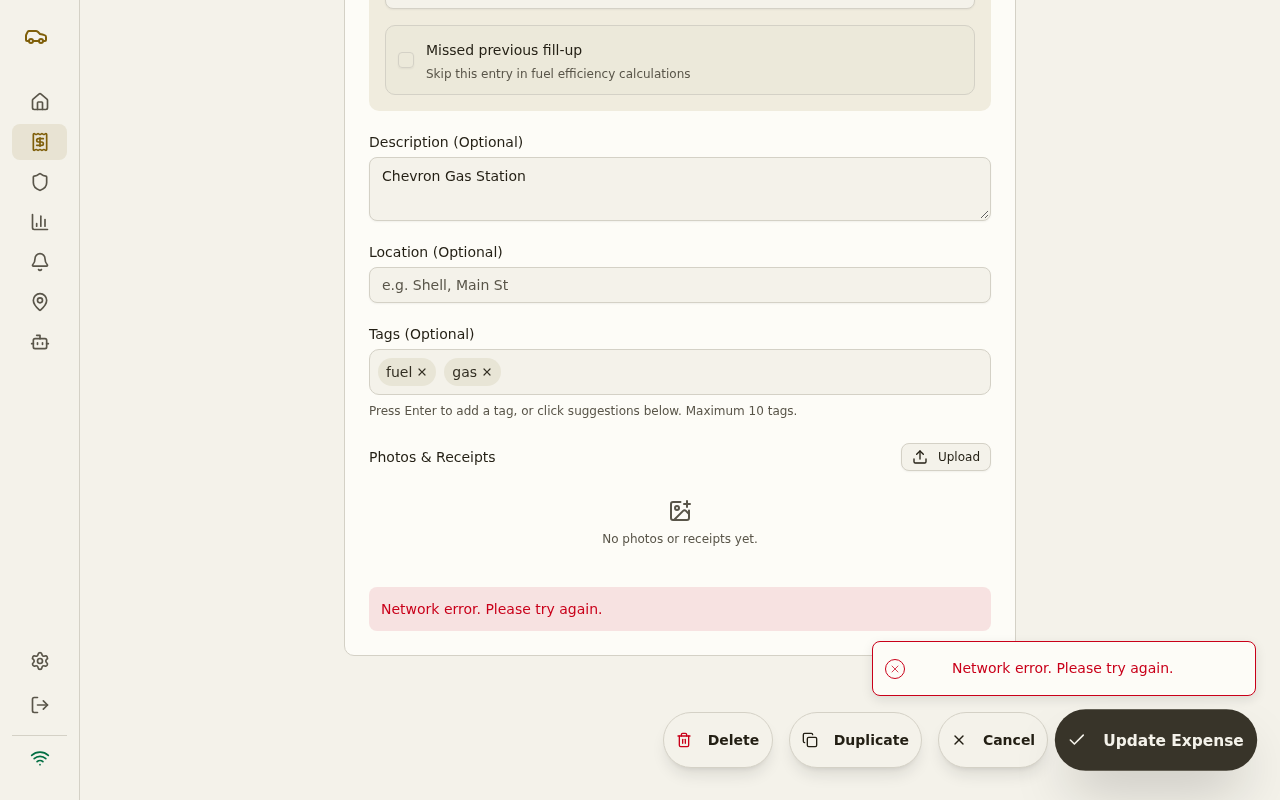 Missed previous fill-up
Skip this entry in fuel efficiency calculations
Description (Optional)
Chevron Gas Station
Location (Optional)
e.g. Shell, Main St
Tags (Optional)
fuel
gas
Press Enter to add a tag, or click suggestions below. Maximum 10 tags.
Photos & Receipts
Upload
No photos or receipts yet.
Network error. Please try again.
Network error. Please try again.
Delete
Duplicate
Cancel
Update Expense